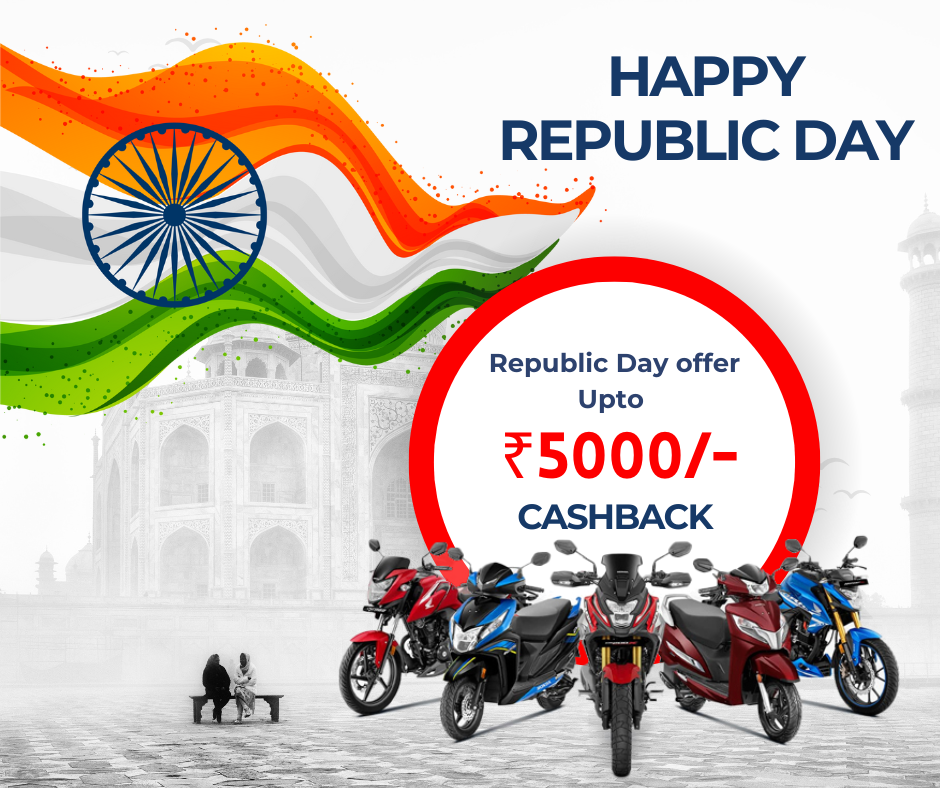 HAPPY
REPUBLIC DAY
Republic Day offer
Upto
₹5000/-
CASHBACK